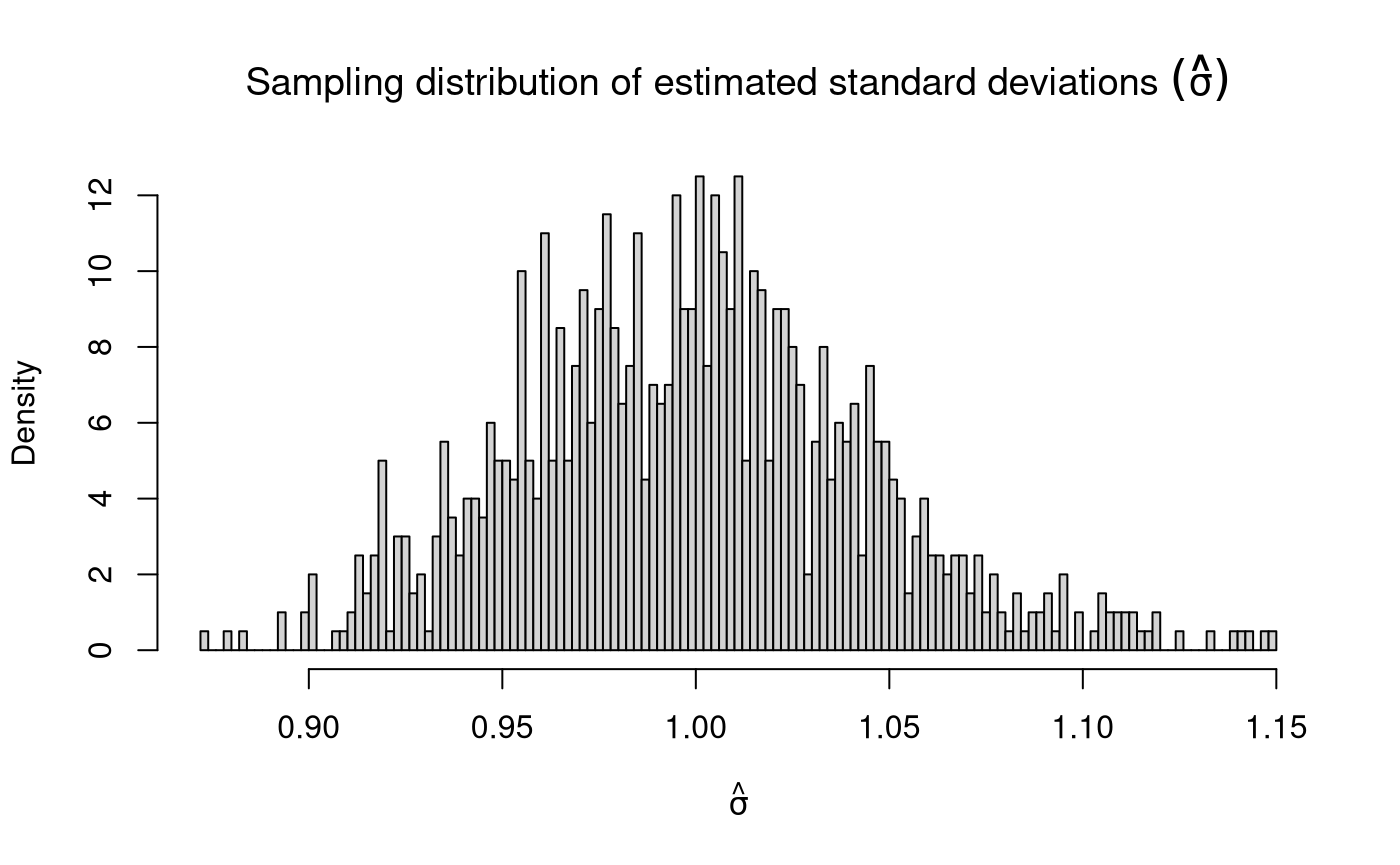 Sampling distribution of estimated standard deviations (σ̂)
Density
12
10
8
6
4
2
0
0.90 0.95 1.00 1.05 1.10 1.15
σ̂